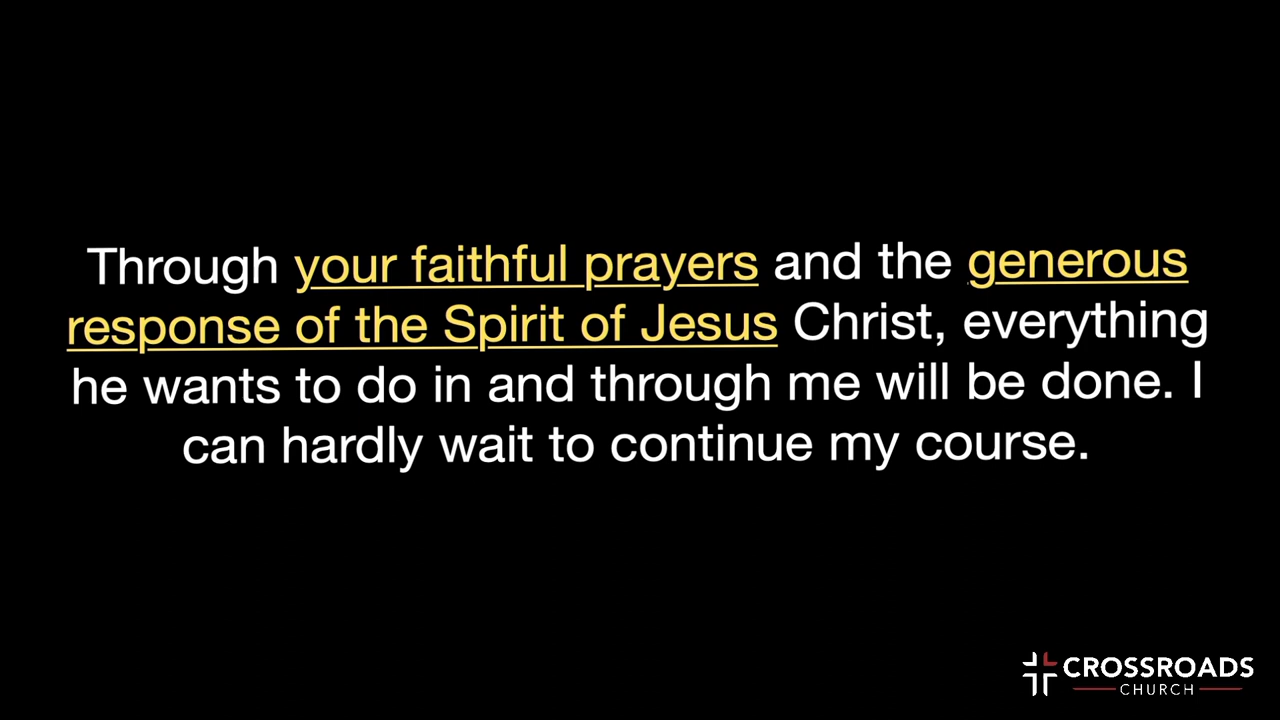 Through your faithful prayers and the generous
response of the Spirit of Jesus Christ, everything
he wants to do in and through me will be done. I
can hardly wait to continue my course.
CROSSROADS
CHURCH